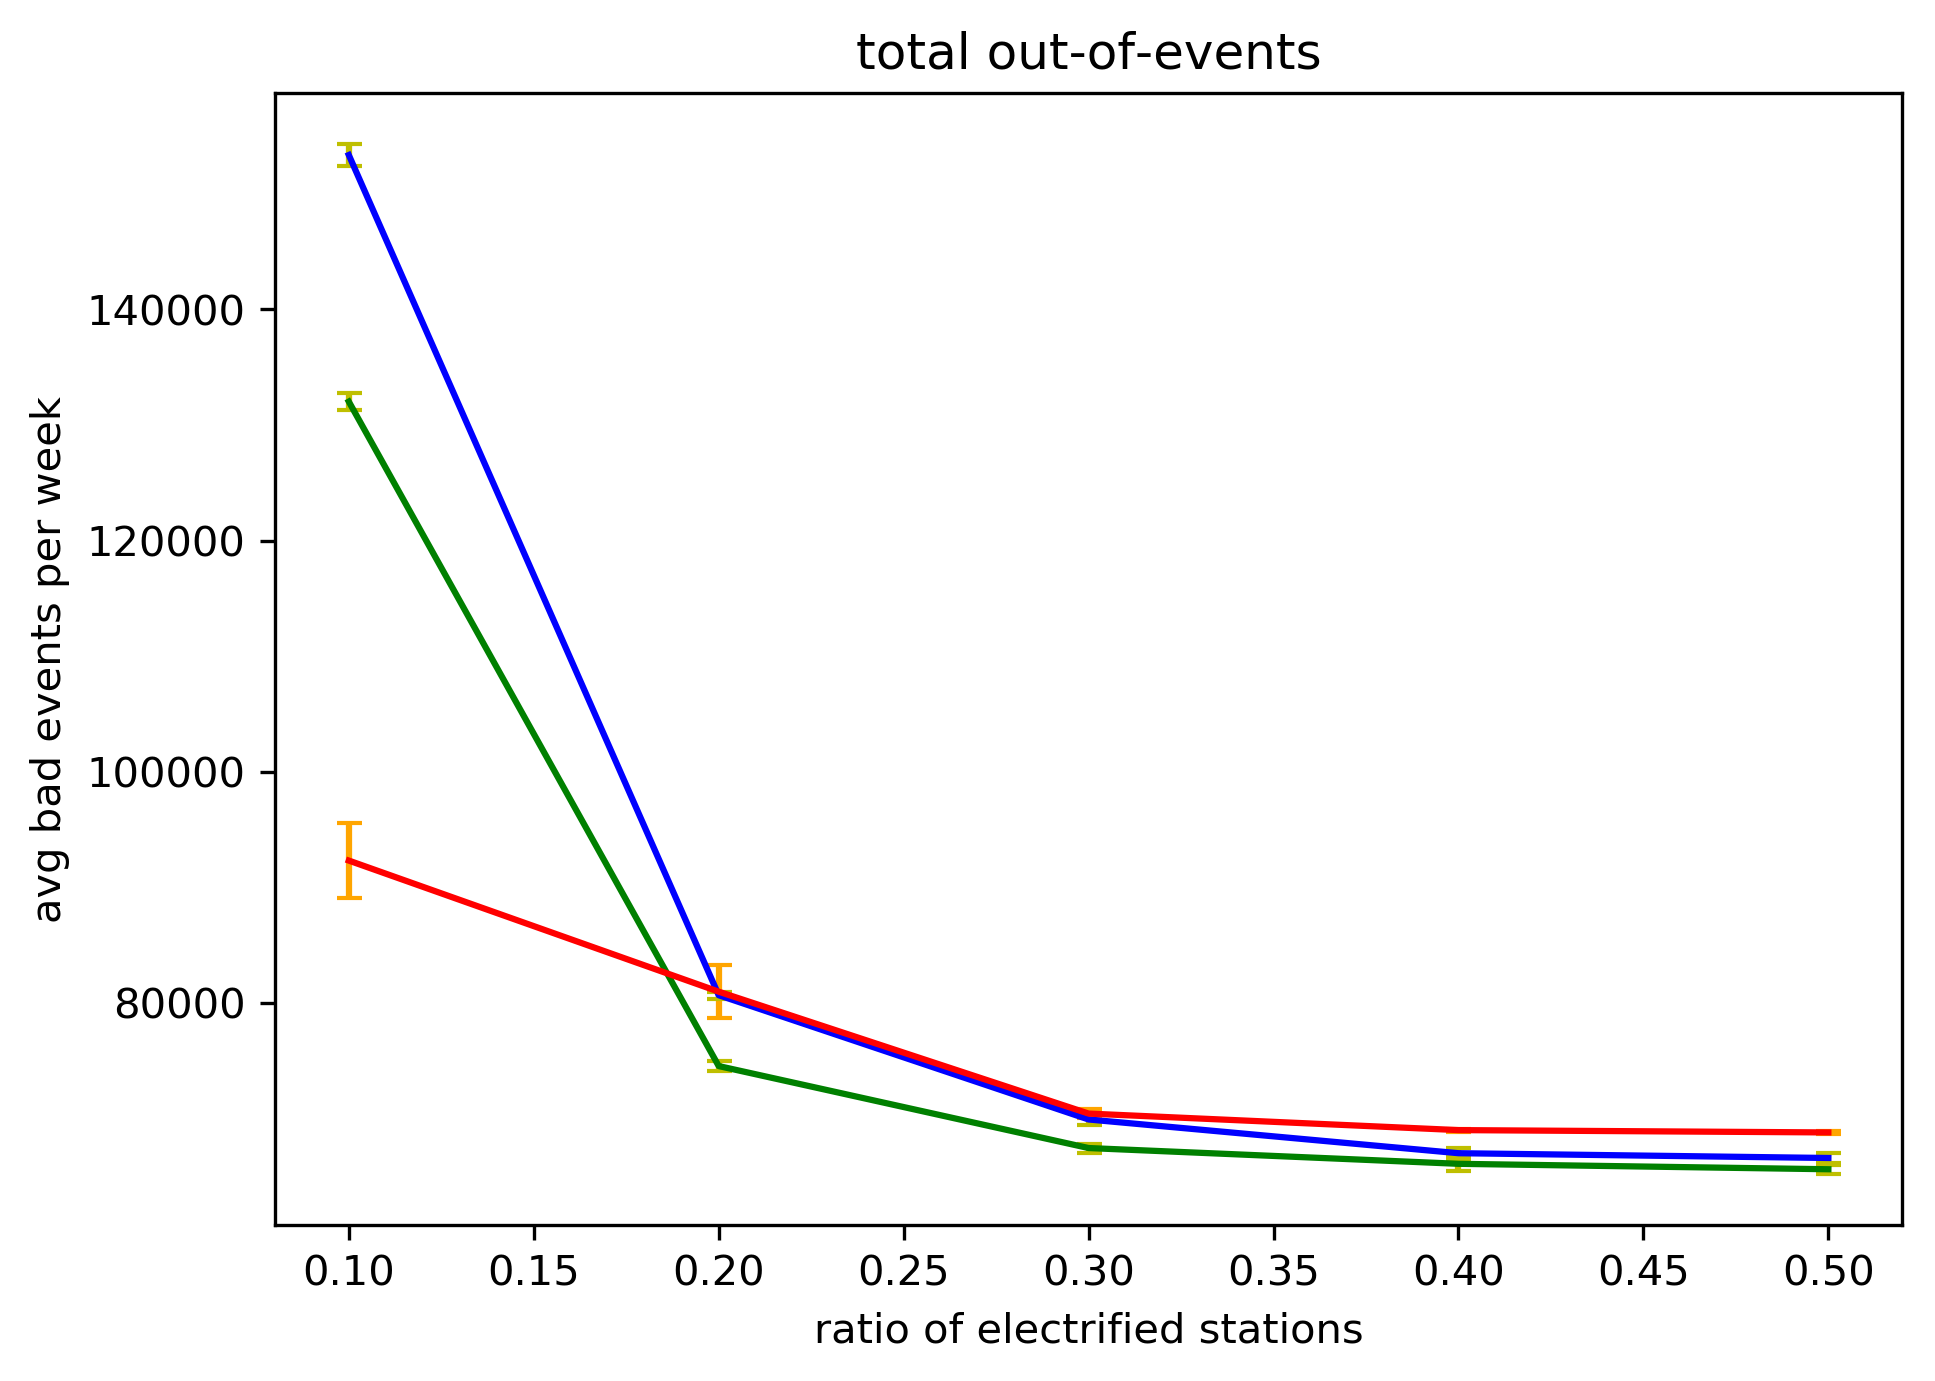 total out-of-events
avg bad events per week
140000
120000
100000
80000
0.10 0.15 0.20 0.25 0.30 0.35 0.40 0.45 0.50
ratio of electrified stations